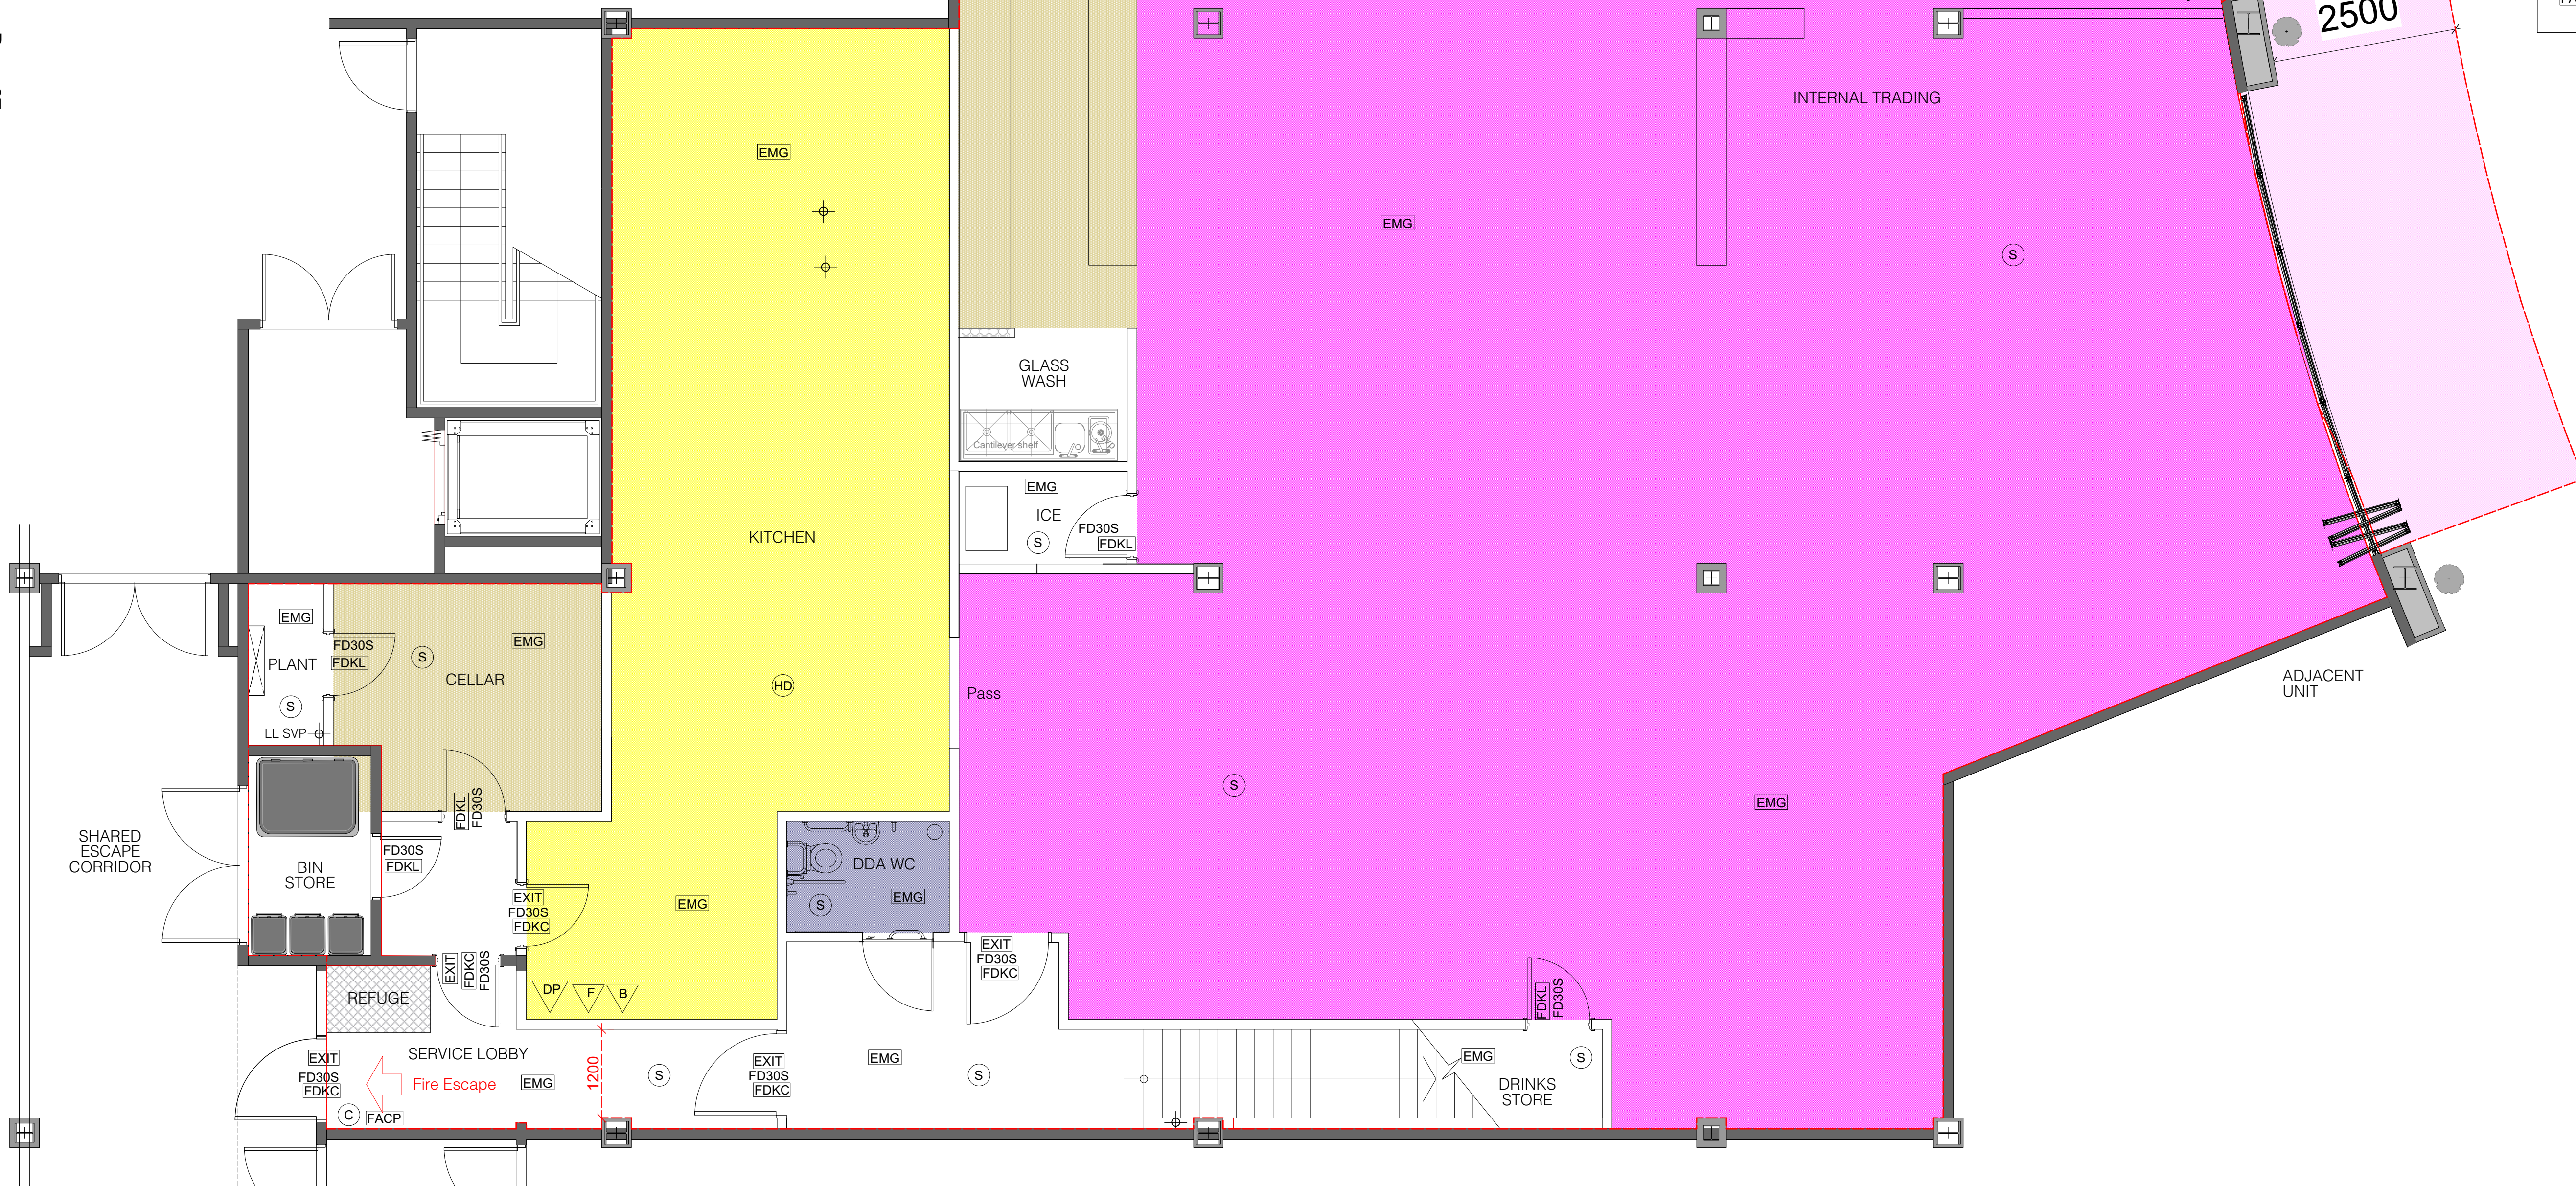 2500
INTERNAL TRADING
EMG
EMG
S
GLASS
WASH
Cantilever shelf
EMG
ICE
S
FD30S
FDKL
KITCHEN
EMG
PLANT
S
LL SVP
FD30S
FDKL
S
EMG
CELLAR
HD
Pass
ADJACENT
UNIT
S
EMG
FDKL
FD30S
SHARED
ESCAPE
CORRIDOR
BIN
STORE
FD30S
FDKL
EXIT
FD30S
FDKC
EMG
DDA WC
EMG
S
EXIT
FD30S
FDKC
EXIT
FDKC
FD30S
REFUGE
DP
F
B
FDKL
FD30S
SERVICE LOBBY
EXIT
FD30S
FDKC
Fire Escape
EMG
1200
S
EXIT
FD30S
FDKC
EMG
S
EMG
S
DRINKS
STORE
C
FACP